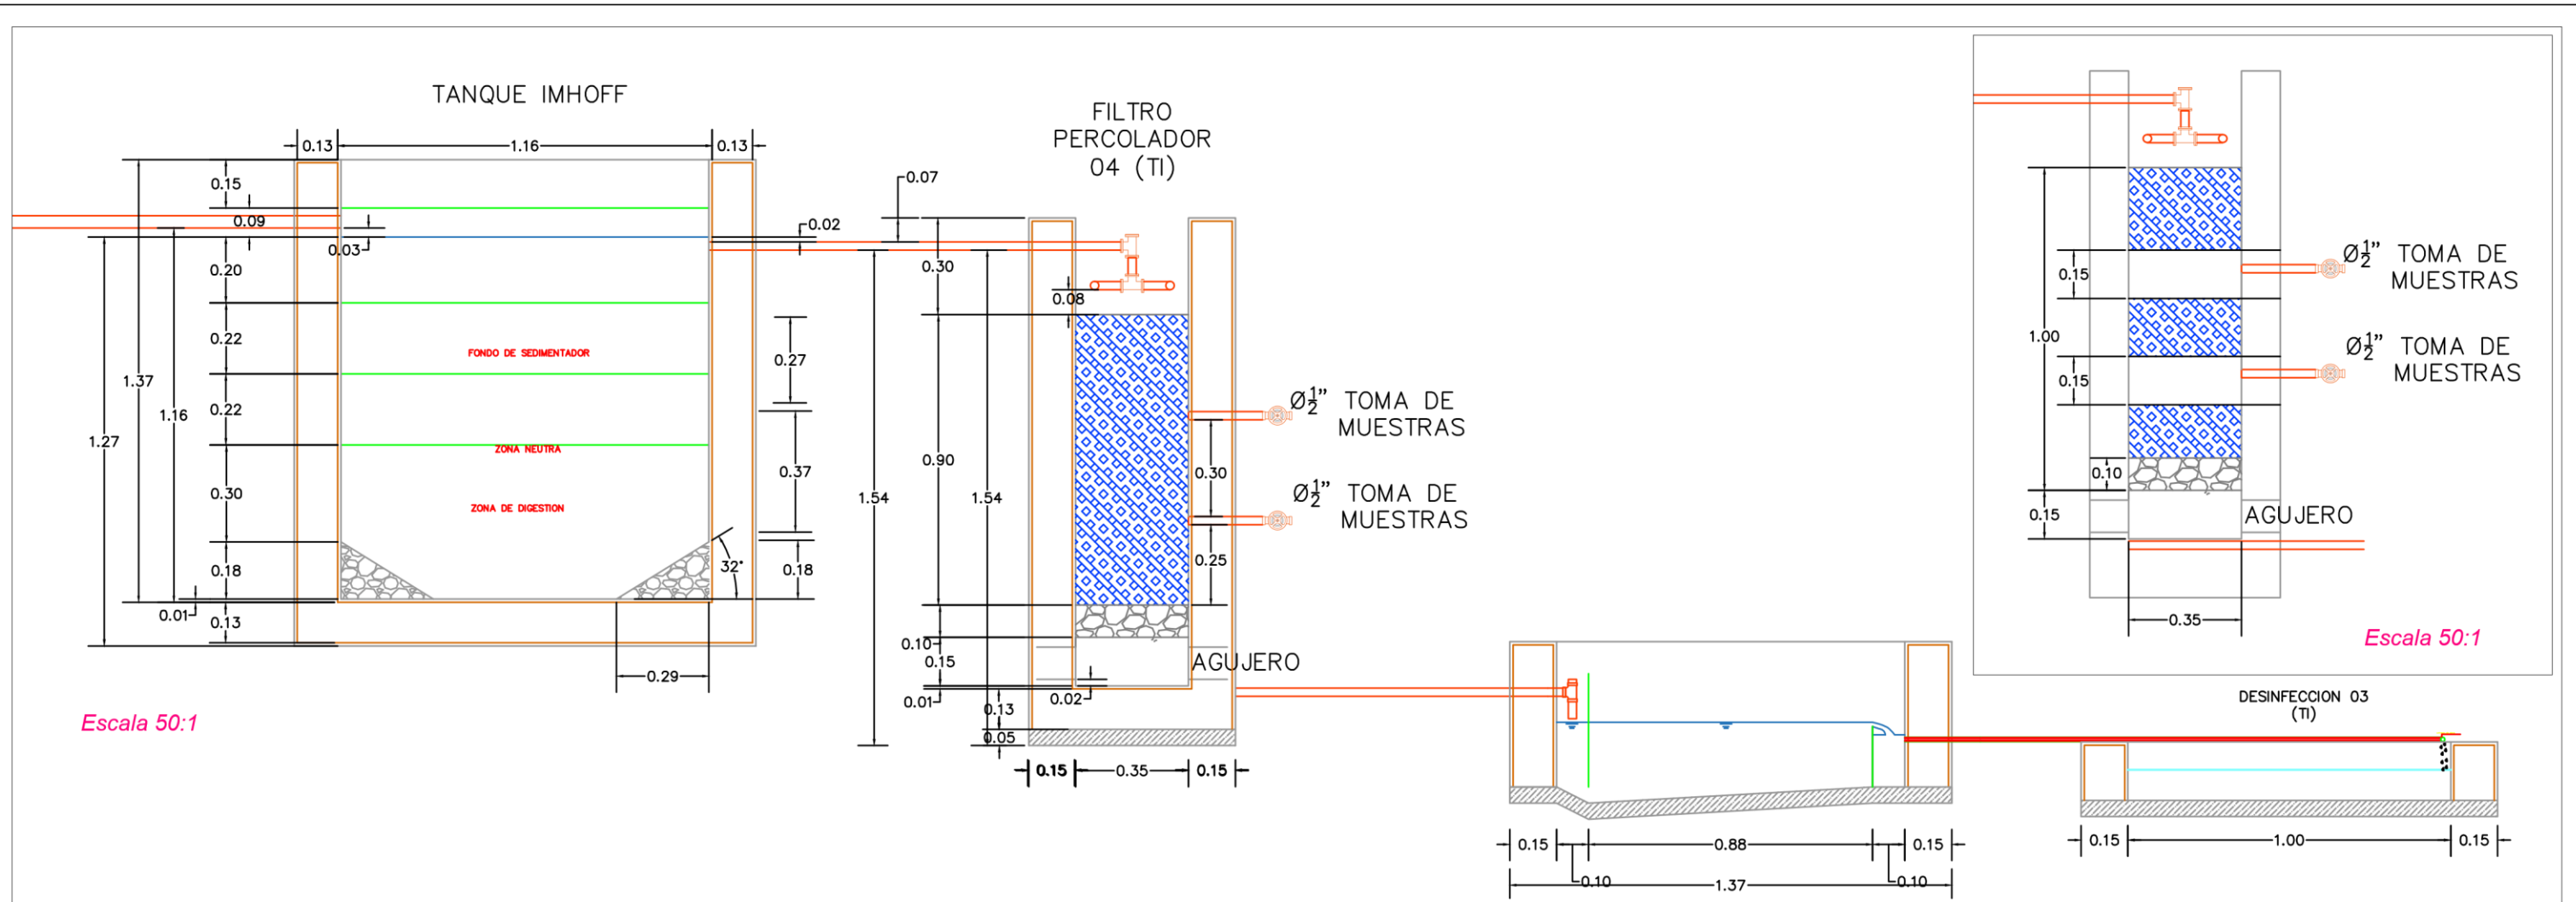 TANQUE IMHOFF
0.13
1.16
0.13
0.15
0.09
0.03
0.20
0.22
1.37
1.16
0.22
1.27
0.30
0.18
0.01
0.13
FONDO DE SEDIMENTADOR
ZONA NEUTRA
ZONA DE DIGESTION
0.27
0.37
32°
0.18
0.29
Escala 50:1
FILTRO
PERCOLADOR
04 (TI)
0.07
0.02
0.30
0.08
0.90
1.54
1.54
Ø1/2" TOMA DE
MUESTRAS
0.30
Ø1/2" TOMA DE
MUESTRAS
0.25
0.10
0.15
AGUJERO
0.01
0.02
0.13
0.05
0.15
0.35
0.15
0.15
0.88
0.15
0.10
0.10
1.37
0.15
Ø1/2" TOMA DE
MUESTRAS
1.00
Ø1/2" TOMA DE
MUESTRAS
0.15
0.10
0.15
AGUJERO
0.35
Escala 50:1
DESINFECCION 03
(TI)
0.15
1.00
0.15